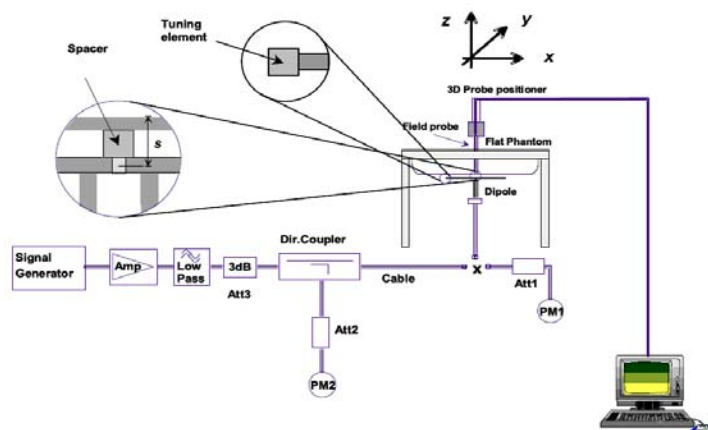 Tuning
element
Spacer
s
z
y
x
3D Probe positioner
Field probe
Flat Phantom
Dipole
Signal
Generator
Amp
Low
Pass
3dB
Att3
Dir.Coupler
Cable
x
Att1
PM1
Att2
PM2